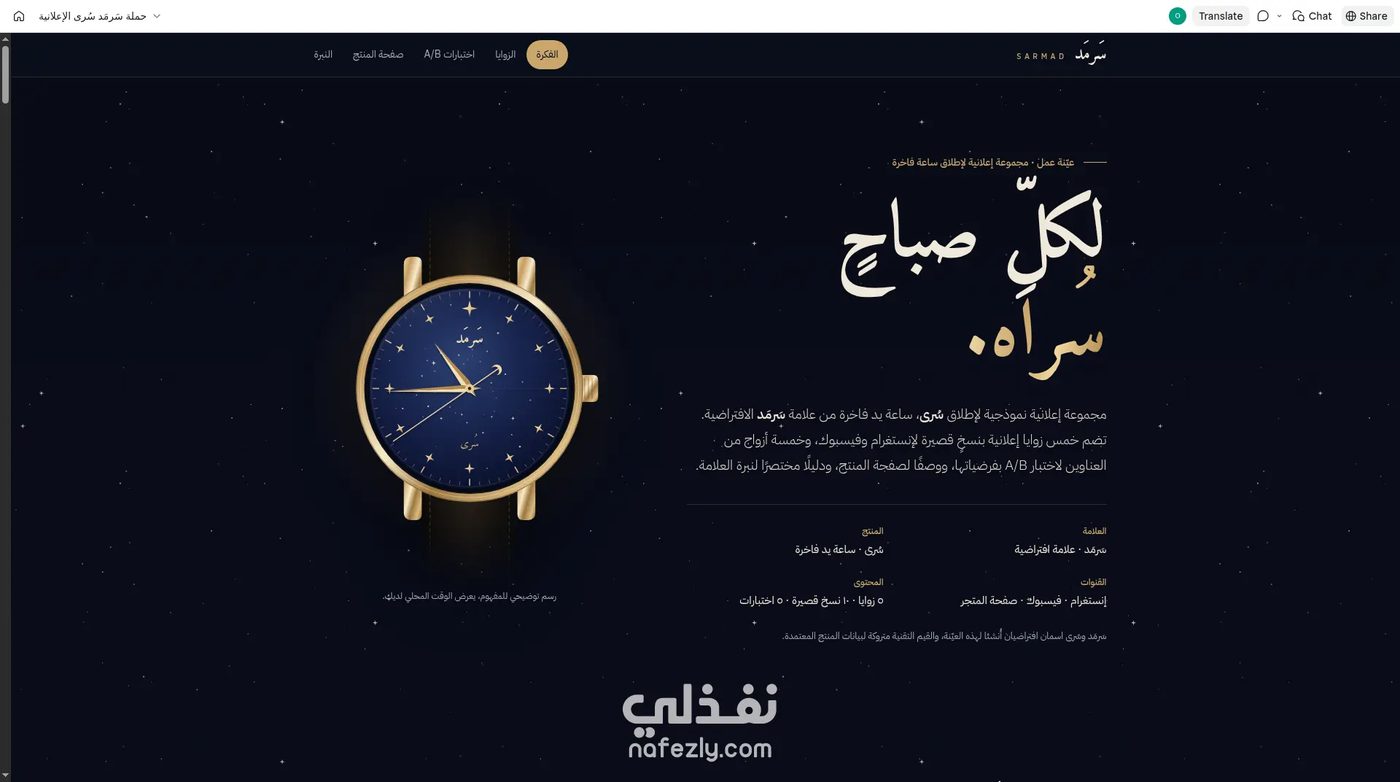 حملة سَرمَد سُرى الإعلانية
O
Translate
Chat
Share
سَرمَد SARMAD
الفكرة
الزوايا
اختبارات A/B
صفحة المنتج
النبرة
عيّنة عمل · مجموعة إعلانية لإطلاق ساعة فاخرة
لكلِّ صباحٍ
سُراه.
مجموعة إعلانية نموذجية لإطلاق سُرى، ساعة يد فاخرة من علامة سَرمَد الافتراضية.
تضم خمس زوايا إعلانية بنسخٍ قصيرة لإنستغرام وفيسبوك، وخمسة أزواج من
العناوين لاختبار A/B بفرضياتها، ووصفًا لصفحة المنتج، ودليلًا مختصرًا لنبرة العلامة.
العلامة
سَرمَد · علامة افتراضية
المنتج
سُرى · ساعة يد فاخرة
القنوات
إنستغرام · فيسبوك · صفحة المتجر
المحتوى
٥ زوايا · ١٠ نسخ قصيرة · ٥ اختبارات
سَرمَد وسُرى اسمان افتراضيان أُنشئا لهذه العيّنة، والقيم التقنية متروكة لبيانات المنتج المعتمدة.
سَرمَد
سُرى
رسم توضيحي للمفهوم، يعرض الوقت المحلي لديك.
نفذلي
nafezly.com